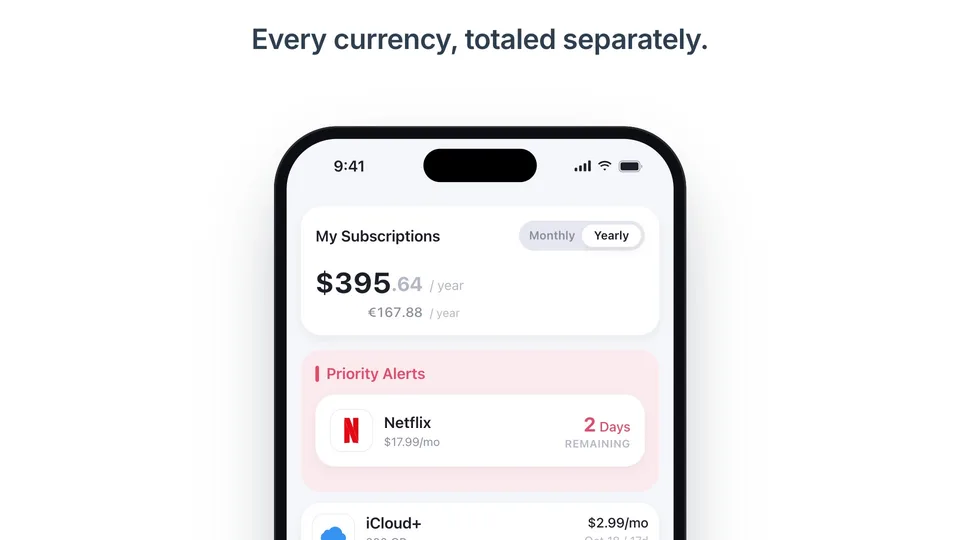 Every currency, totaled separately.
9:41
My Subscriptions
Monthly Yearly
$395.64 / year
€167.88 / year
Priority Alerts
N
Netflix
$17.99/mo
2 Days
REMAINING
iCloud+
$2.99/mo